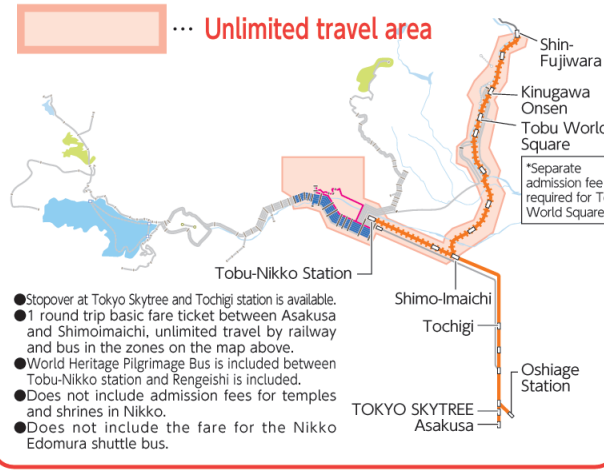 … Unlimited travel area
Shin-
Fujiwara
Kinugawa
Onsen
Tobu World
Square
*Separate
admission fee
required for T
World Square
Tobu-Nikko Station
Shimo-Imaichi
Tochigi
Oshiage
Station
TOKYO SKYTREE
Asakusa
●Stopover at Tokyo Skytree and Tochigi station is available.
●1 round trip basic fare ticket between Asakusa
and Shimoimaichi, unlimited travel by railway
and bus in the zones on the map above.
●World Heritage Pilgrimage Bus is included between
Tobu-Nikko station and Rengeishi is included.
●Does not include admission fees for temples
and shrines in Nikko.
●Does not include the fare for the Nikko
Edomura shuttle bus.